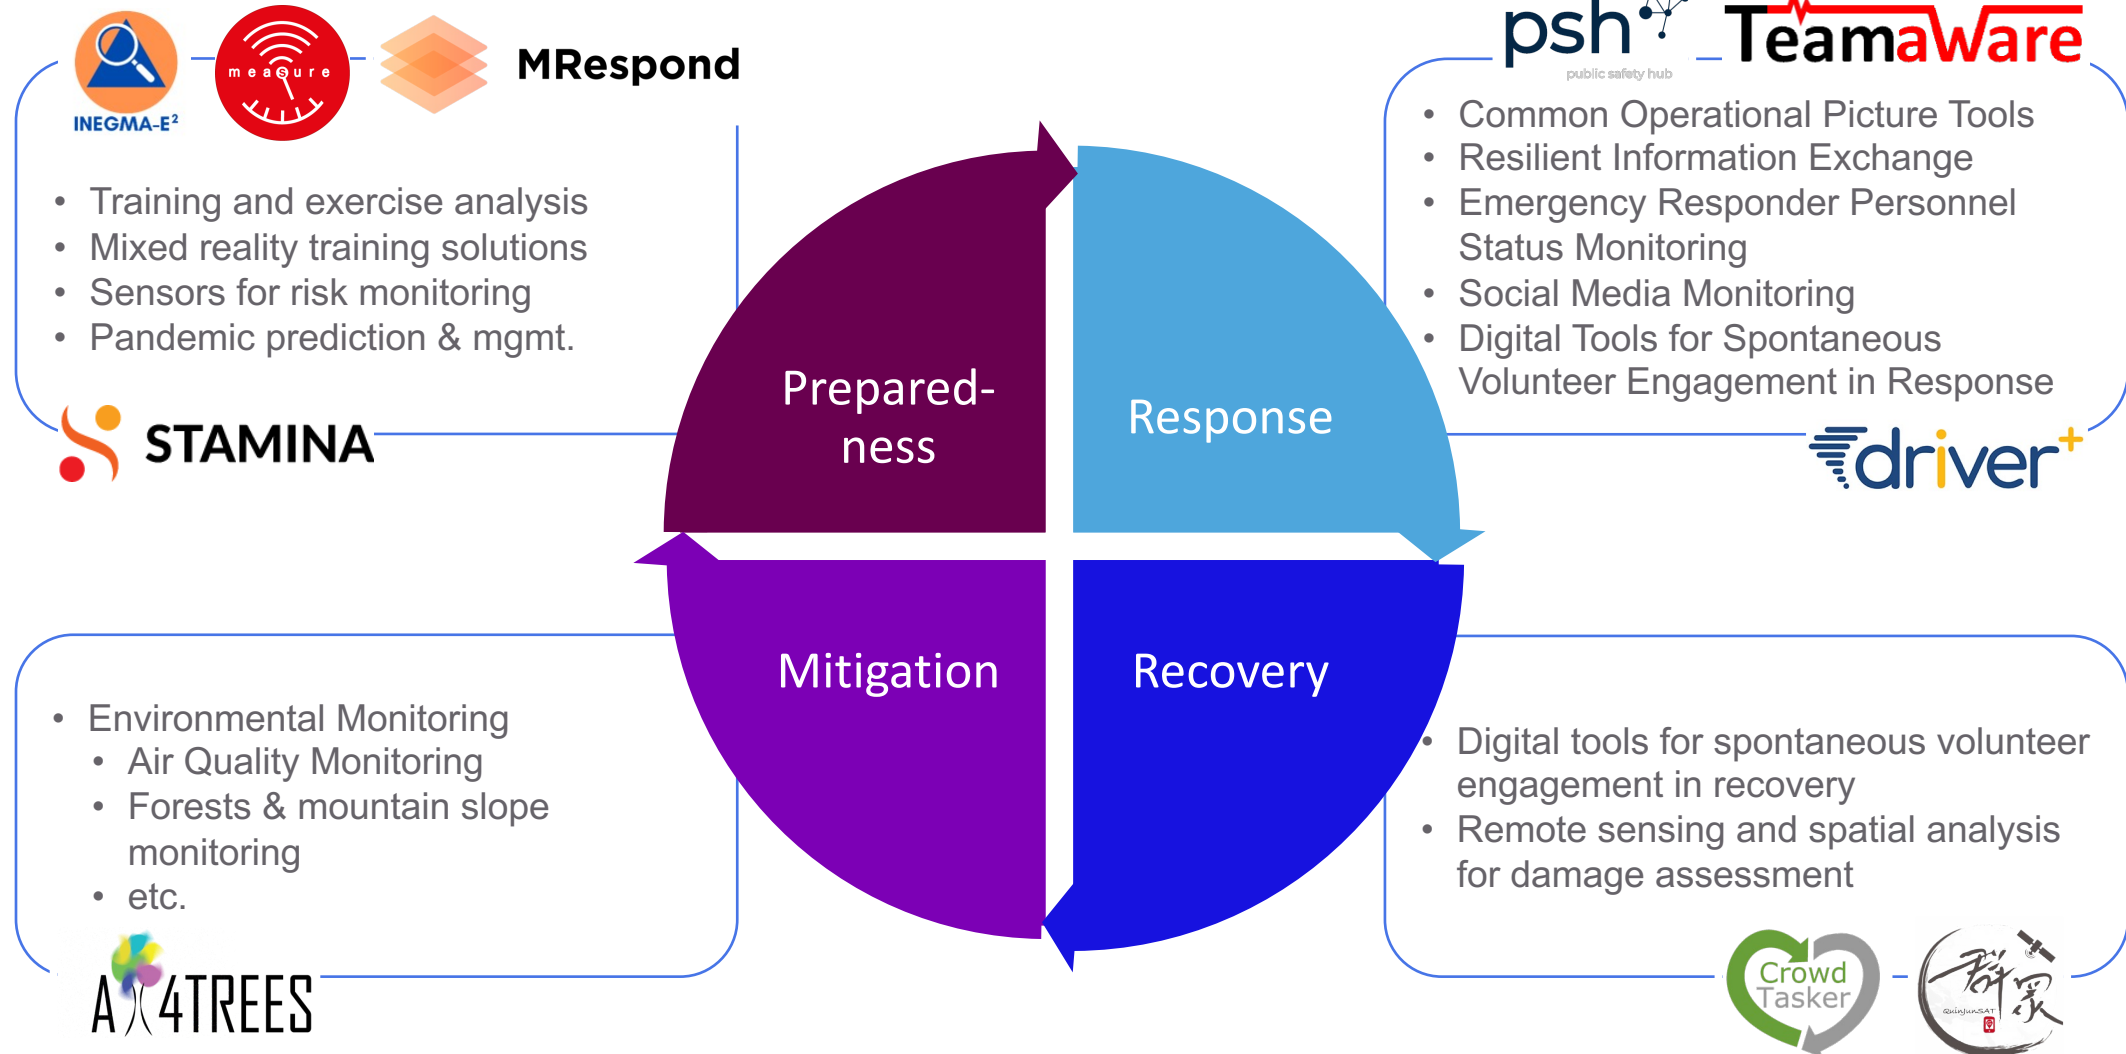 INEGMA-E²
measure
MRespond
• Training and exercise analysis
• Mixed reality training solutions
• Sensors for risk monitoring
• Pandemic prediction & mgmt.
STAMINA
psh
public safety hub
TeamaWare
• Common Operational Picture Tools
• Resilient Information Exchange
• Emergency Responder Personnel
Status Monitoring
• Social Media Monitoring
• Digital Tools for Spontaneous
Volunteer Engagement in Response
driver+
Prepared-
ness
Response
Mitigation
Recovery
• Environmental Monitoring
• Air Quality Monitoring
• Forests & mountain slope
monitoring
• etc.
A 4TREES
• Digital tools for spontaneous volunteer
engagement in recovery
• Remote sensing and spatial analysis
for damage assessment
Crowd
Tasker
QuinJunSAT